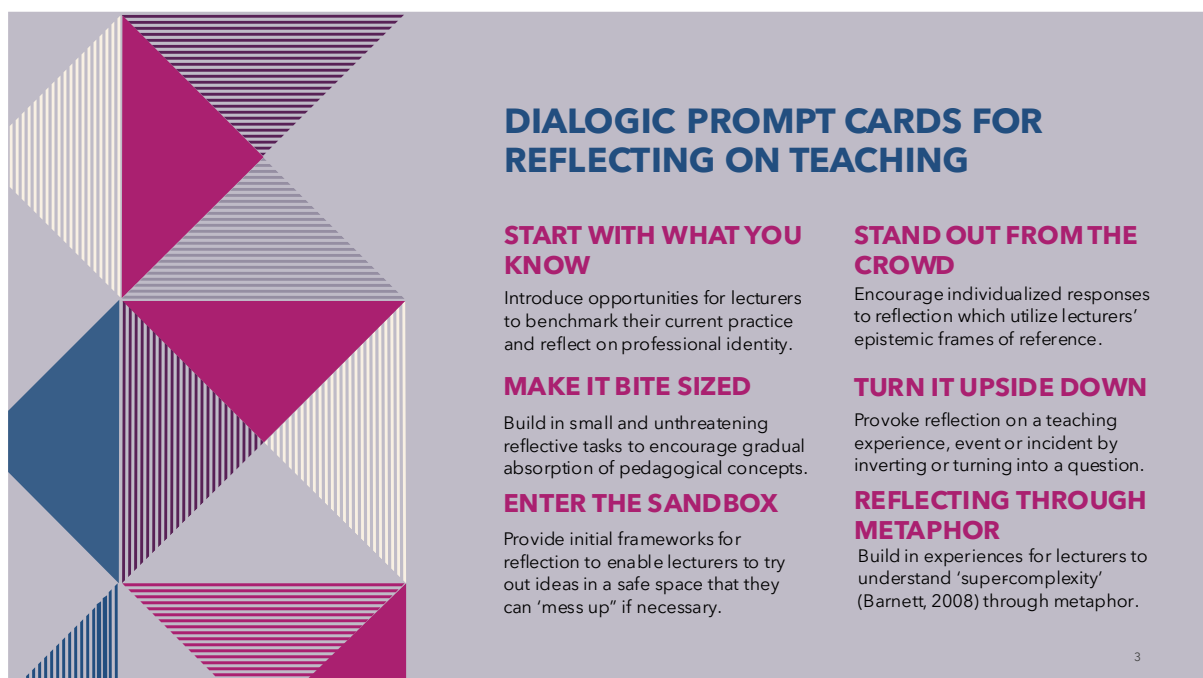 DIALOGIC PROMPT CARDS FOR
REFLECTING ON TEACHING
START WITH WHAT YOU
KNOW
Introduce opportunities for lecturers
to benchmark their current practice
and reflect on professional identity.
MAKE IT BITE SIZED
Build in small and unthreatening
reflective tasks to encourage gradual
absorption of pedagogical concepts.
ENTER THE SANDBOX
Provide initial frameworks for
reflection to enable lecturers to try
out ideas in a safe space that they
can ‘mess up” if necessary.
STAND OUT FROM THE
CROWD
Encourage individualized responses
to reflection which utilize lecturers’
epistemic frames of reference.
TURN IT UPSIDE DOWN
Provoke reflection on a teaching
experience, event or incident by
inverting or turning into a question.
REFLECTING THROUGH
METAPHOR
Build in experiences for lecturers to
understand ‘supercomplexity’
(Barnett, 2008) through metaphor.
3